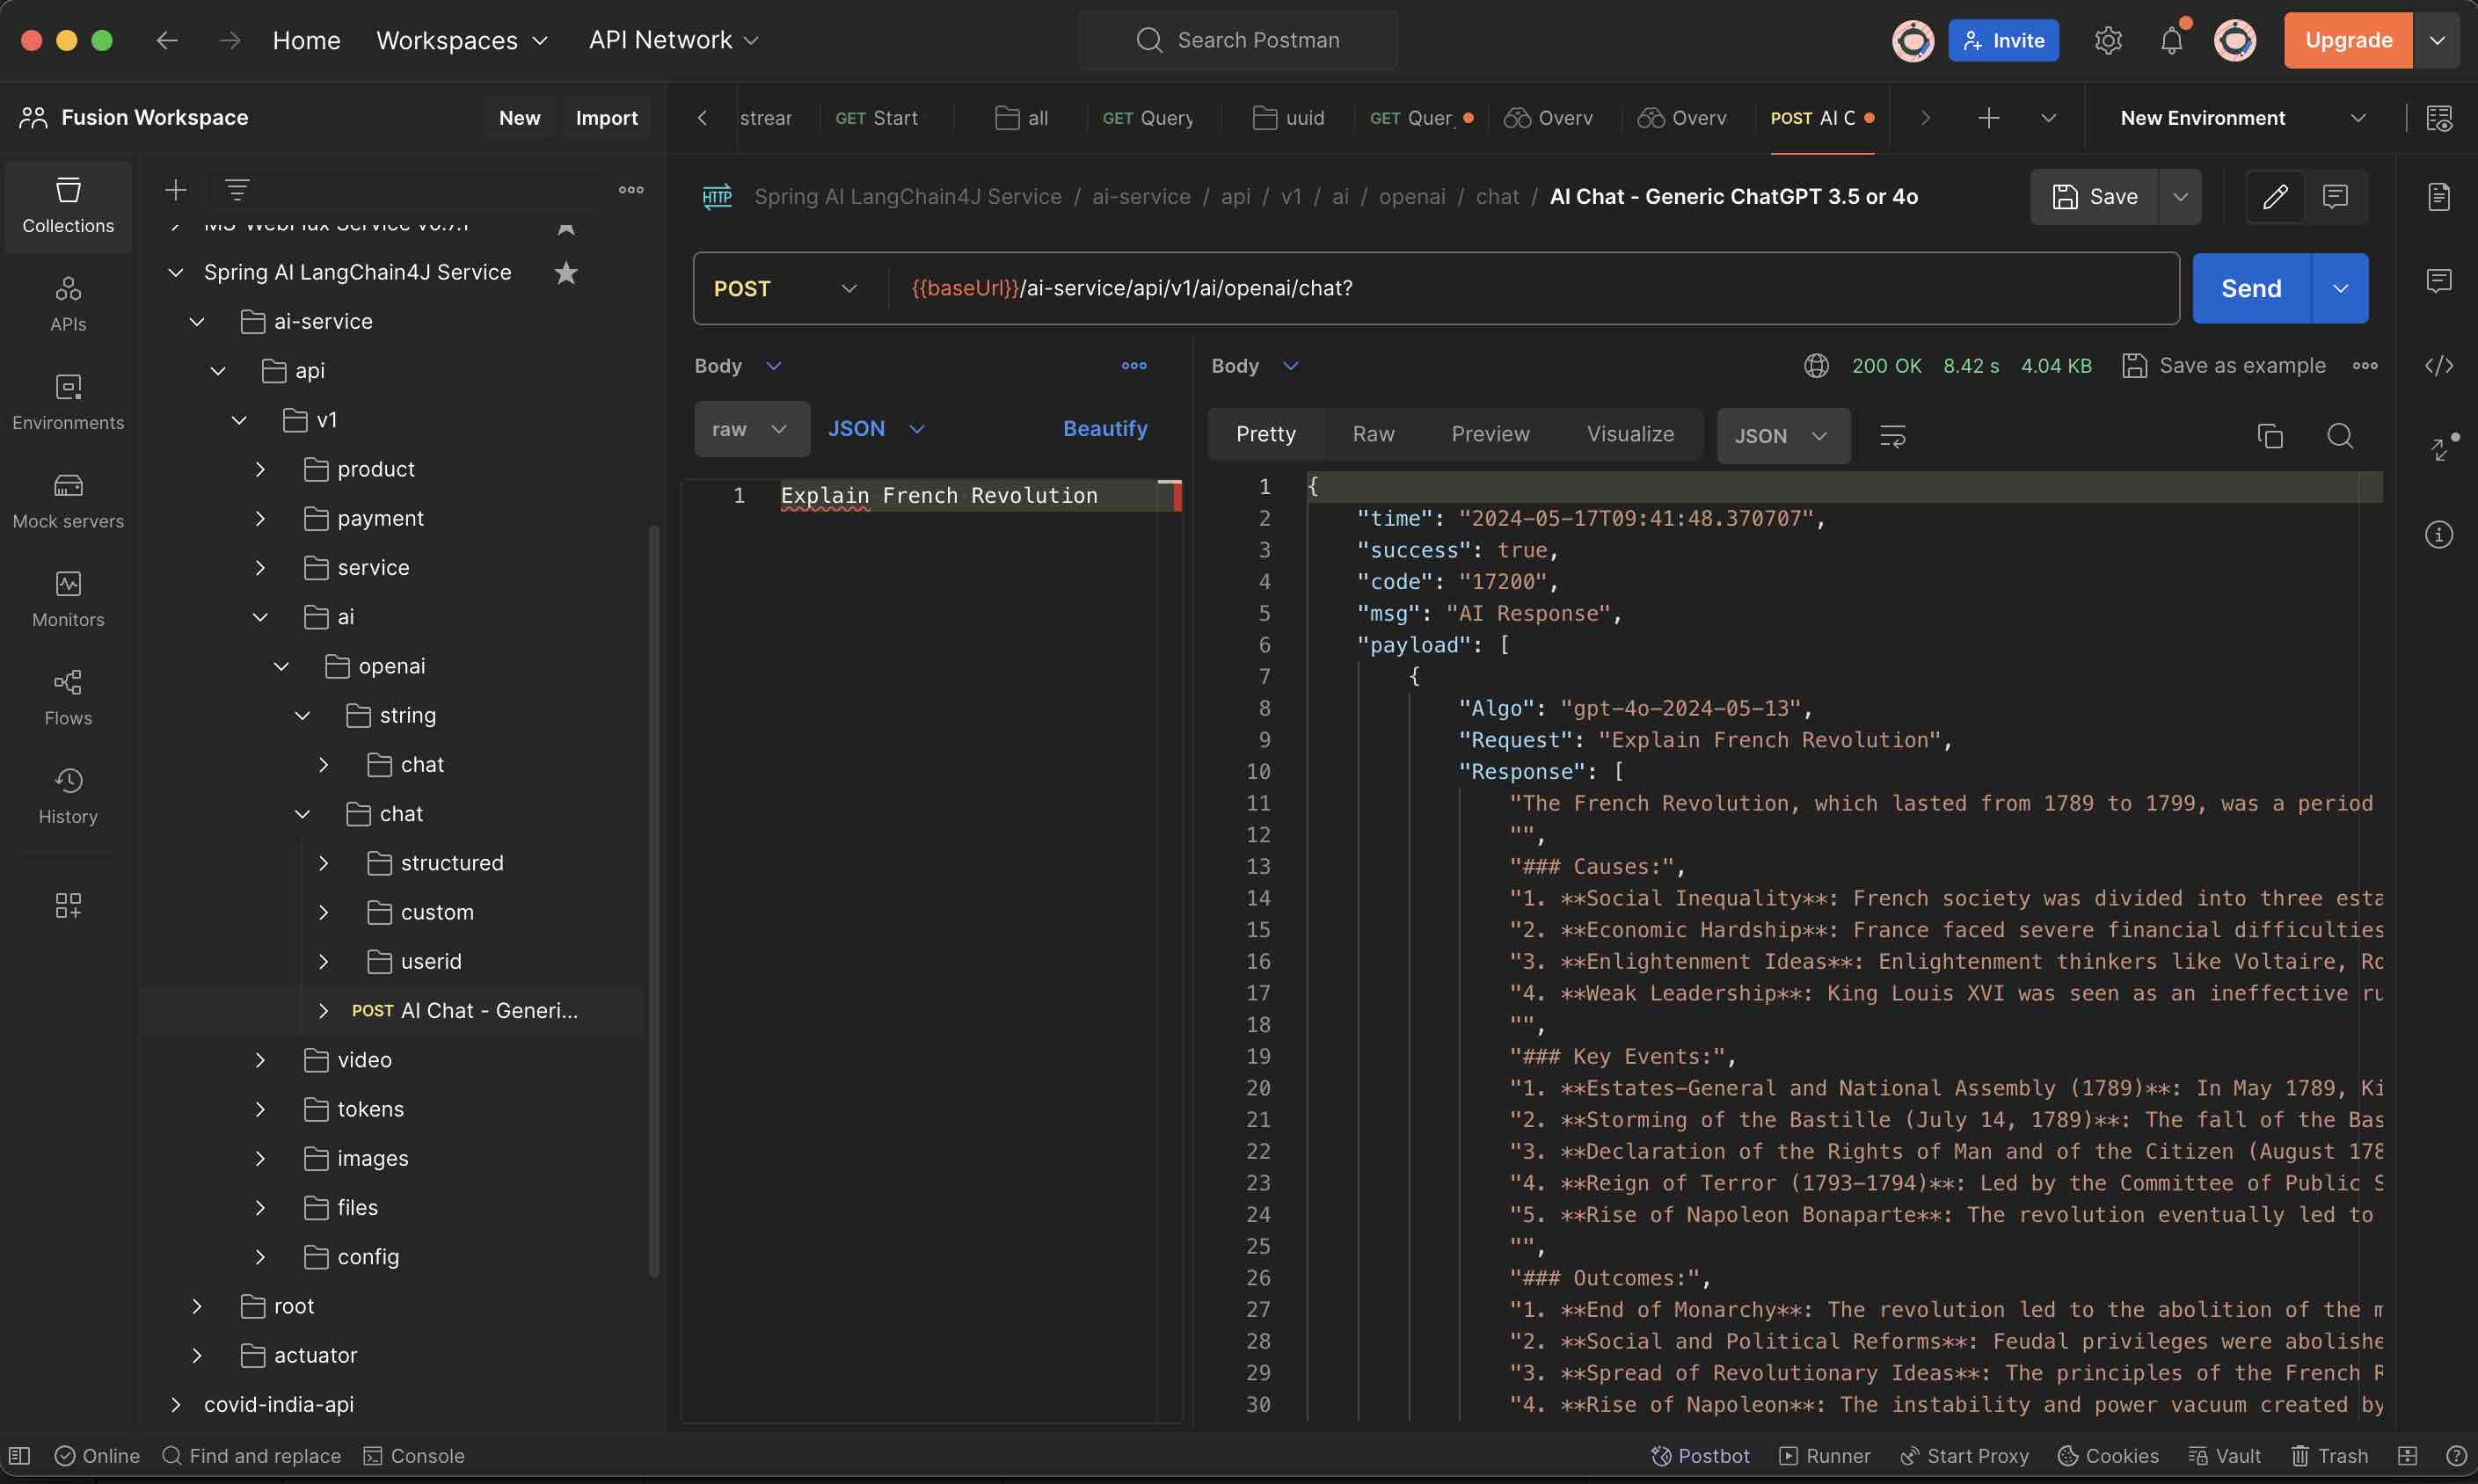 Home Workspaces API Network Search Postman Invite Upgrade
Fusion Workspace New Import
strear GET Start all GET Query uuid GET Quer Overv Overv POST AI C New Environment
Collections
APIs
Environments
Mock servers
Monitors
Flows
History
Spring AI LangChain4J Service
ai-service
api
v1
product
payment
service
ai
openai
string
chat
chat
structured
custom
userid
POST AI Chat - Generi...
video
tokens
images
files
config
root
actuator
covid-india-api
HTTP Spring AI LangChain4J Service / ai-service / api / v1 / ai / openai / chat / AI Chat - Generic ChatGPT 3.5 or 4o Save
POST {{baseUrl}}/ai-service/api/v1/ai/openai/chat? Send
Body
raw JSON Beautify
1 Explain French Revolution
Body 200 OK 8.42 s 4.04 KB Save as example
Pretty Raw Preview Visualize JSON
1 {
2 "time": "2024-05-17T09:41:48.370707",
3 "success": true,
4 "code": "17200",
5 "msg": "AI Response",
6 "payload": [
7 {
8 "Algo": "gpt-4o-2024-05-13",
9 "Request": "Explain French Revolution",
10 "Response": [
11 "The French Revolution, which lasted from 1789 to 1799, was a period
12 "",
13 "### Causes:",
14 "1. **Social Inequality**: French society was divided into three esta
15 "2. **Economic Hardship**: France faced severe financial difficulties
16 "3. **Enlightenment Ideas**: Enlightenment thinkers like Voltaire, Ro
17 "4. **Weak Leadership**: King Louis XVI was seen as an ineffective ru
18 "",
19 "### Key Events:",
20 "1. **Estates-General and National Assembly (1789)**: In May 1789, Ki
21 "2. **Storming of the Bastille (July 14, 1789)**: The fall of the Bas
22 "3. **Declaration of the Rights of Man and of the Citizen (August 178
23 "4. **Reign of Terror (1793-1794)**: Led by the Committee of Public S
24 "5. **Rise of Napoleon Bonaparte**: The revolution eventually led to
25 "",
26 "### Outcomes:",
27 "1. **End of Monarchy**: The revolution led to the abolition of the m
28 "2. **Social and Political Reforms**: Feudal privileges were abolishe
29 "3. **Spread of Revolutionary Ideas**: The principles of the French R
30 "4. **Rise of Napoleon**: The instability and power vacuum created by
Online Find and replace Console Postbot Runner Start Proxy Cookies Vault Trash